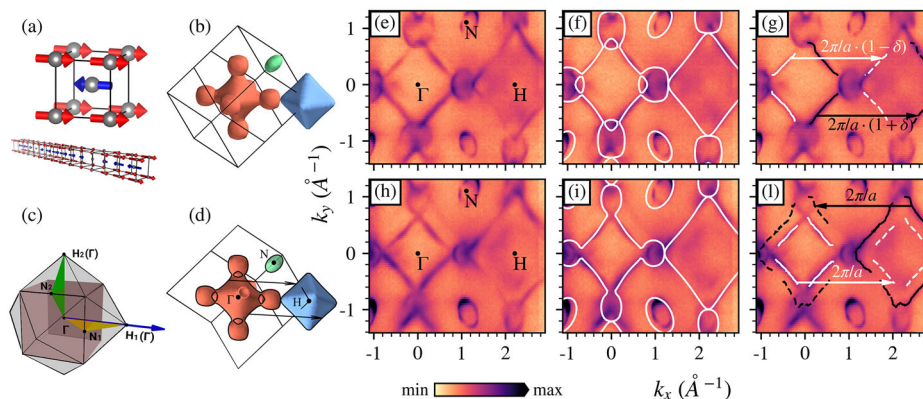 (a)
(b)
(c)
H₂(Γ)
N₂
Γ
N₁
H₁(Γ)
(d)
N
Γ
H
(e)
N
Γ
H
(f)
(g)
2π/a·(1−δ)
2π/a·(1+δ)
1
0
-1
k_y (Å⁻¹)
(h)
N
Γ
H
(i)
(l)
2π/a
2π/a
1
0
-1
-1 0 1 2
0 1 2
0 1 2
min
max
k_x (Å⁻¹)